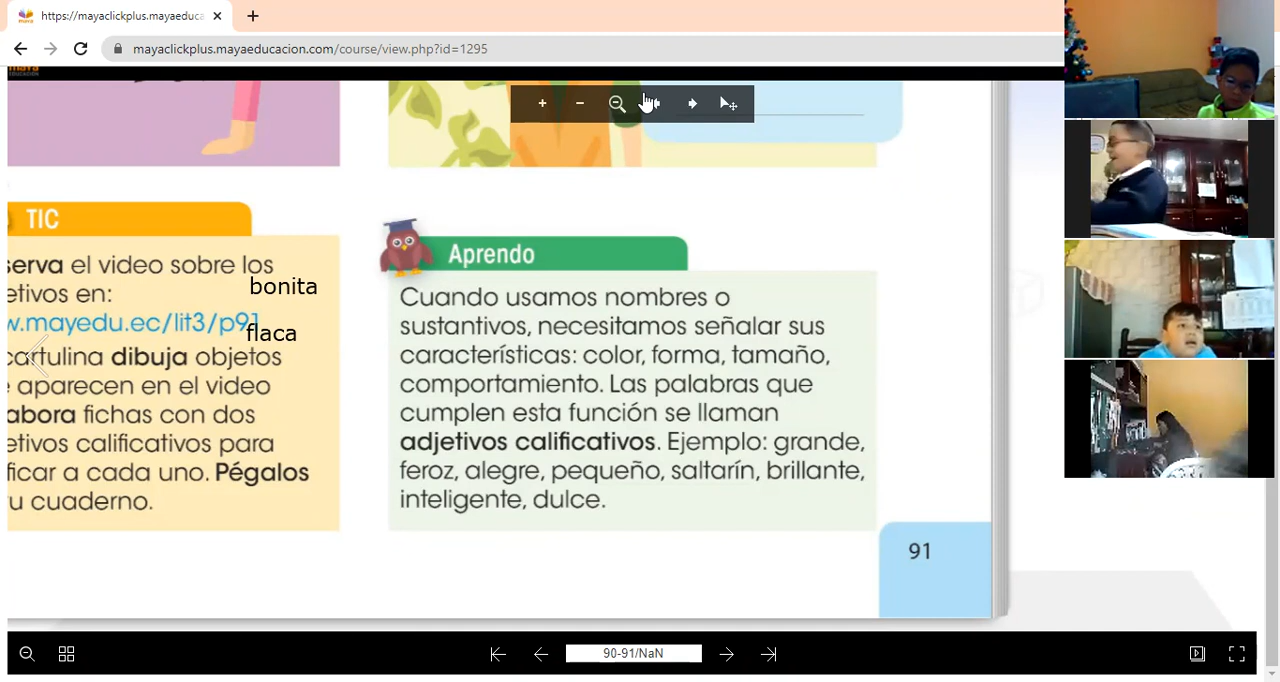 https://mayaclickplus.mayaeduca
mayaclickplus.mayaeducacion.com/course/view.php?id=1295
maya
EDUCACIÓN
TIC
serva el video sobre los
etivos en:
bonita
w.mayedu.ec/lit3/p91
flaca
cartulina dibuja objetos
e aparecen en el video
abora fichas con dos
etivos calificativos para
ificar a cada uno. Pégalos
u cuaderno.
Aprendo
Cuando usamos nombres o
sustantivos, necesitamos señalar sus
características: color, forma, tamaño,
comportamiento. Las palabras que
cumplen esta función se llaman
adjetivos calificativos. Ejemplo: grande,
feroz, alegre, pequeño, saltarín, brillante,
inteligente, dulce.
91
90-91/NaN